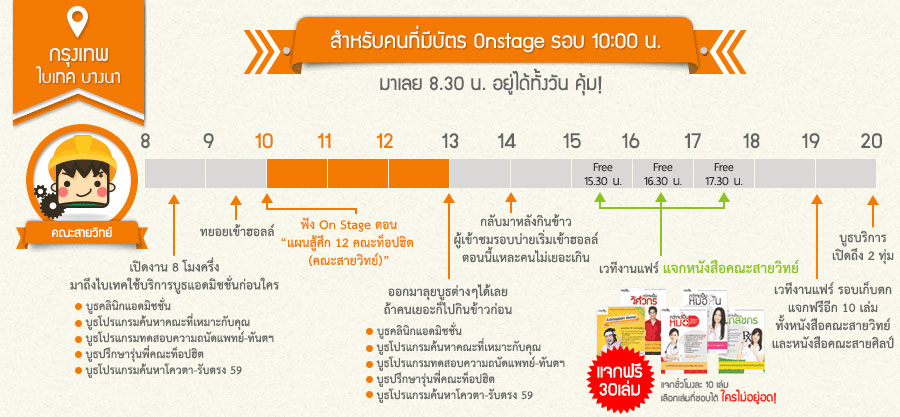 กรุงเทพ
ไบเทค บางนา
สำหรับคนที่มีบัตร Onstage รอบ 10:00 น.
มาเลย 8.30 น. อยู่ได้ทั้งวัน คุ้ม!
8 9 10 11 12 13 14 15 16 17 18 19 20
Free Free Free
15.30 น. 16.30 น. 17.30 น.
คณะสายวิทย์
เปิดงาน 8 โมงครึ่ง
มาถึงไบเทคใช้บริการบูธแอดมิชชั่นก่อนใคร
• บูธคลินิกแอดมิชชั่น
• บูธโปรแกรมค้นหาคณะที่เหมาะกับคุณ
• บูธโปรแกรมทดสอบความถนัดแพทย์-ทันตฯ
• บูธปรึกษารุ่นพี่คณะท็อปฮิต
• บูธโปรแกรมค้นหาโควตา-รับตรง 59
ทยอยเข้าฮอลล์
ฟัง On Stage ตอน
“แผนสู้ศึก 12 คณะท็อปฮิต
(คณะสายวิทย์)”
ออกมาลุยบูธต่างๆได้เลย
ถ้าคนเยอะก็ไปกินข้าวก่อน
• บูธคลินิกแอดมิชชั่น
• บูธโปรแกรมค้นหาคณะที่เหมาะกับคุณ
• บูธโปรแกรมทดสอบความถนัดแพทย์-ทันตฯ
• บูธปรึกษารุ่นพี่คณะท็อปฮิต
• บูธโปรแกรมค้นหาโควตา-รับตรง 59
กลับมาหลังกินข้าว
ผู้เข้าชมรอบบ่ายเริ่มเข้าฮอลล์
ตอนนี้แหละคนไม่เยอะเกิน
เวทีงานแฟร์ แจกหนังสือคณะสายวิทย์
วิศวกร
แจกฟรี
30เล่ม
แจกชั่วโมงละ 10 เล่ม
เลือกเล่มที่ชอบได้ ใครไม่อยู่อด!
เวทีงานแฟร์ รอบเก็บตก
แจกฟรีอีก 10 เล่ม
ทั้งหนังสือคณะสายวิทย์
และหนังสือคณะสายศิลป์
บูธบริการ
เปิดถึง 2 ทุ่ม